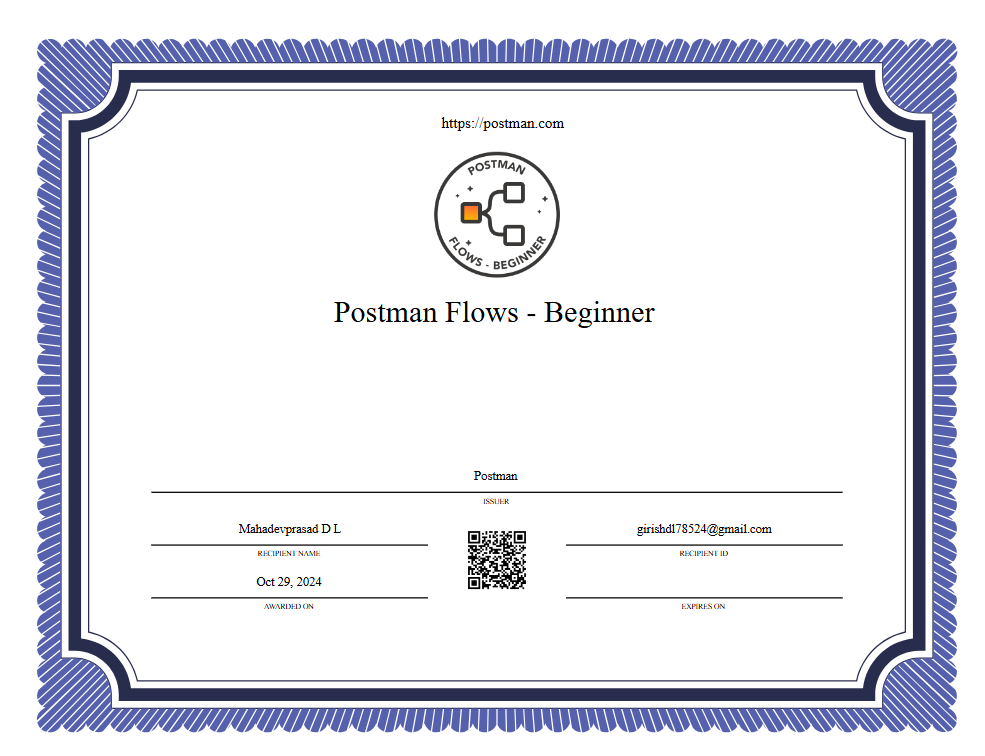 https://postman.com
POSTMAN
FLOWS - BEGINNER
Postman Flows - Beginner
Postman
ISSUER
Mahadevprasad D L
girishdl78524@gmail.com
RECIPIENT NAME
RECIPIENT ID
Oct 29, 2024
AWARDED ON
EXPIRES ON